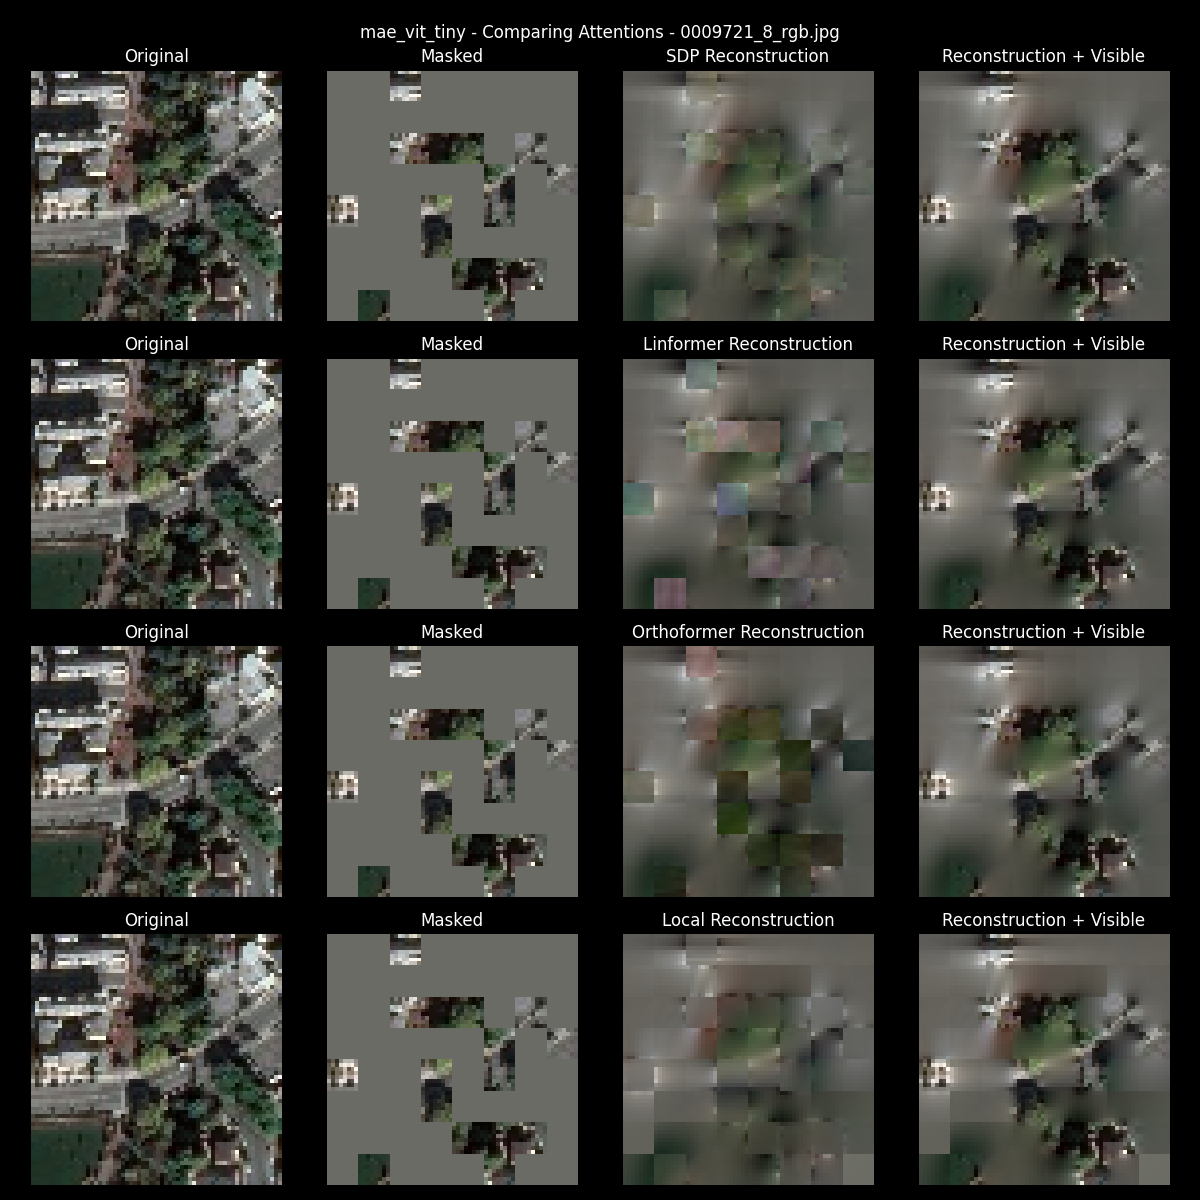 mae_vit_tiny - Comparing Attentions - 0009721_8_rgb.jpg
Original Masked SDP Reconstruction Reconstruction + Visible
Original Masked Linformer Reconstruction Reconstruction + Visible
Original Masked Orthoformer Reconstruction Reconstruction + Visible
Original Masked Local Reconstruction Reconstruction + Visible